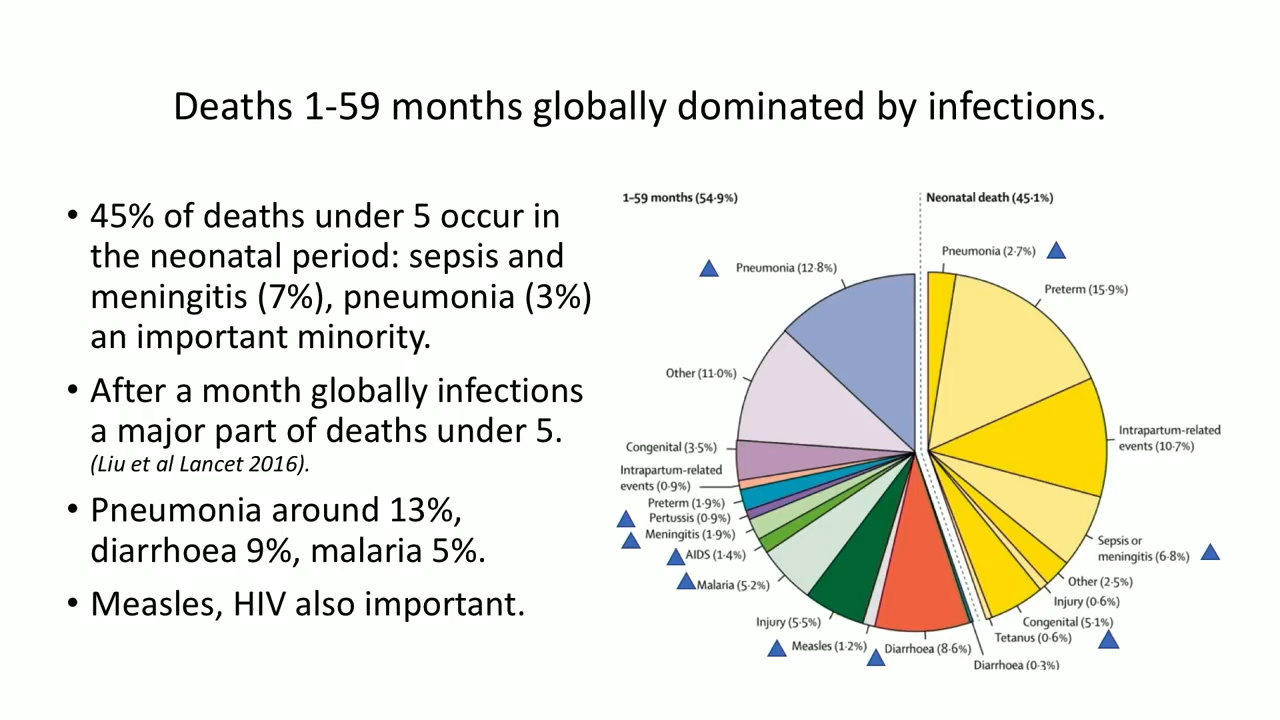 Deaths 1-59 months globally dominated by infections.
• 45% of deaths under 5 occur in
the neonatal period: sepsis and
meningitis (7%), pneumonia (3%)
an important minority.
• After a month globally infections
a major part of deaths under 5.
(Liu et al Lancet 2016).
• Pneumonia around 13%,
diarrhoea 9%, malaria 5%.
• Measles, HIV also important.
1–59 months (54·9%)
Neonatal death (45·1%)
Pneumonia (12·8%)
Other (11·0%)
Congenital (3·5%)
Intrapartum-related
events (0·9%)
Preterm (1·9%)
Pertussis (0·9%)
Meningitis (1·9%)
AIDS (1·4%)
Malaria (5·2%)
Injury (5·5%)
Measles (1·2%)
Diarrhoea (8·6%)
Pneumonia (2·7%)
Preterm (15·9%)
Intrapartum-related
events (10·7%)
Sepsis or
meningitis (6·8%)
Other (2·5%)
Injury (0·6%)
Congenital (5·1%)
Tetanus (0·6%)
Diarrhoea (0·3%)